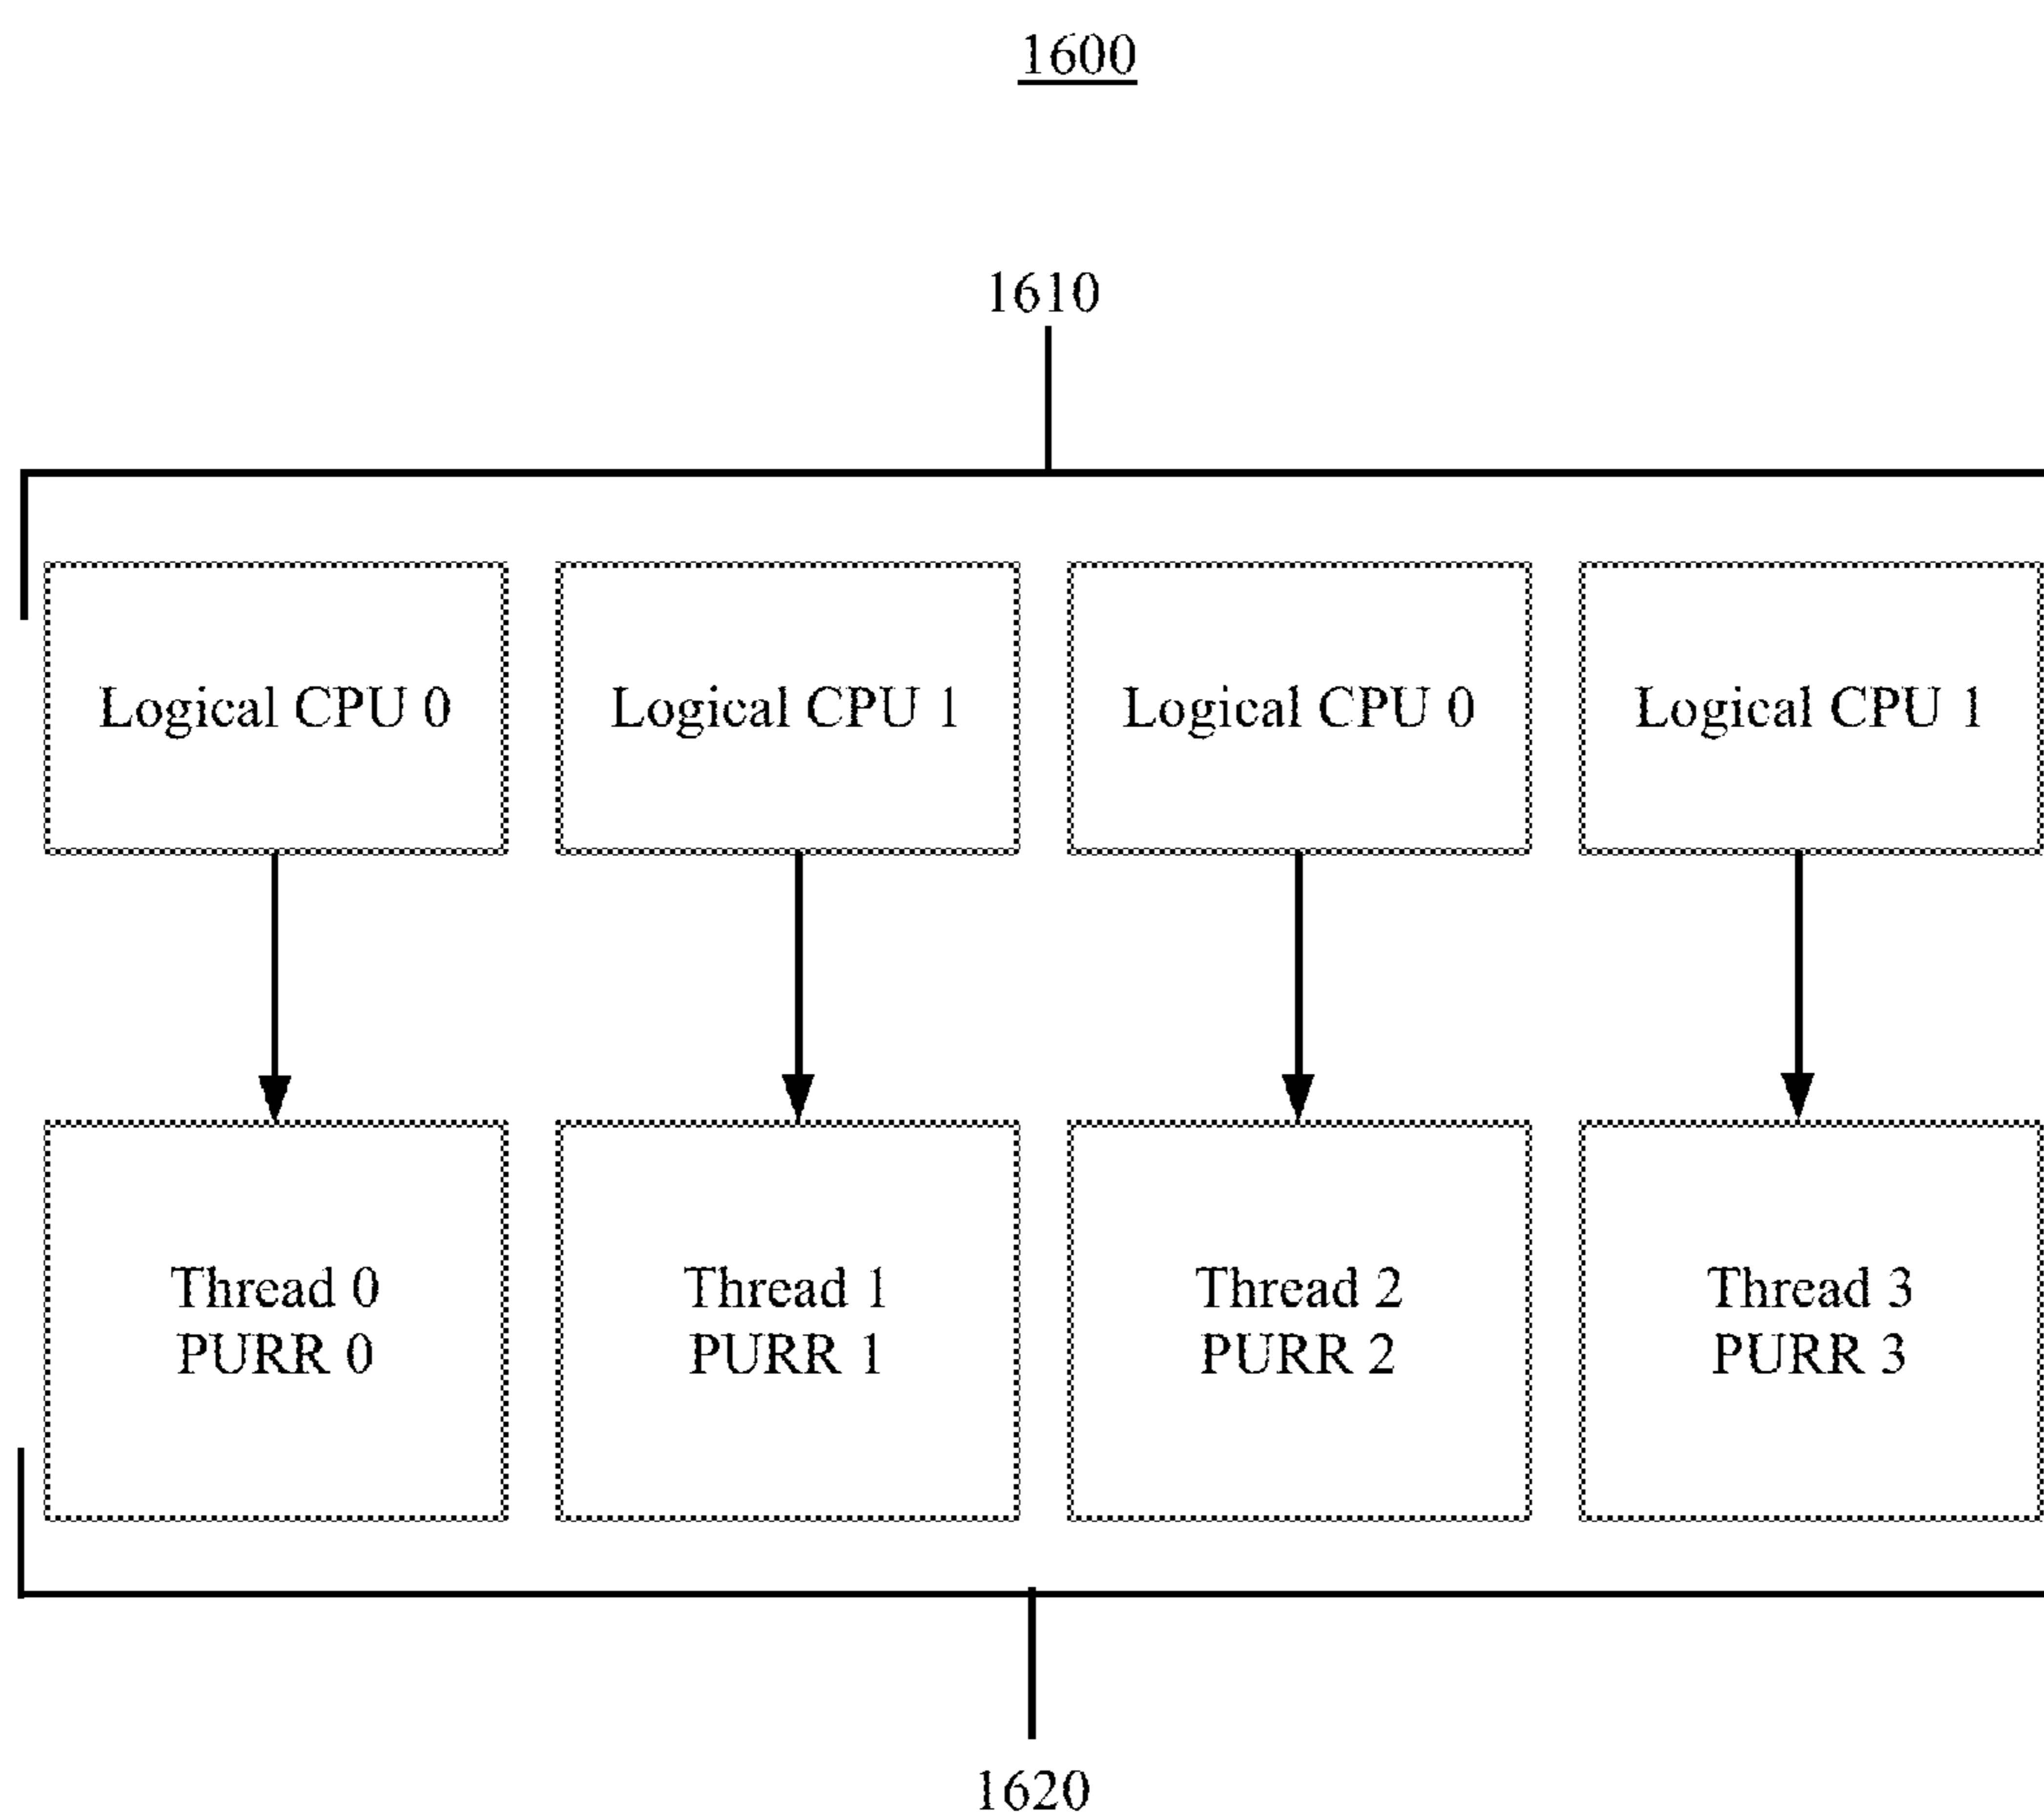 1600
1610
Logical CPU 0
Logical CPU 1
Logical CPU 0
Logical CPU 1
Thread 0
PURR 0
Thread 1
PURR 1
Thread 2
PURR 2
Thread 3
PURR 3
1620